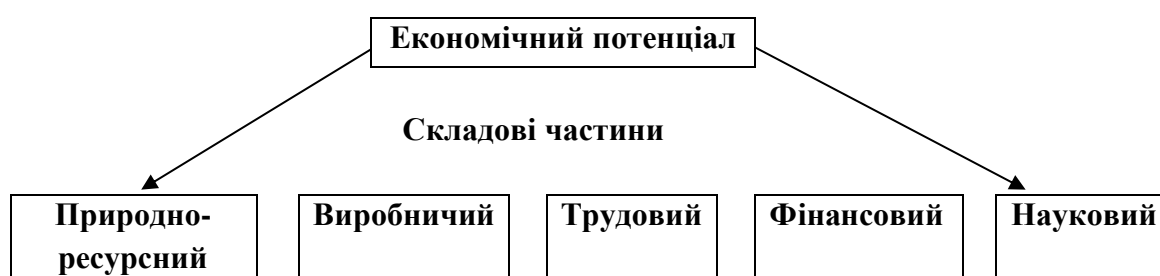 Економічний потенціал
Складові частини
Природно-
ресурсний
Виробничий
Трудовий
Фінансовий
Науковий